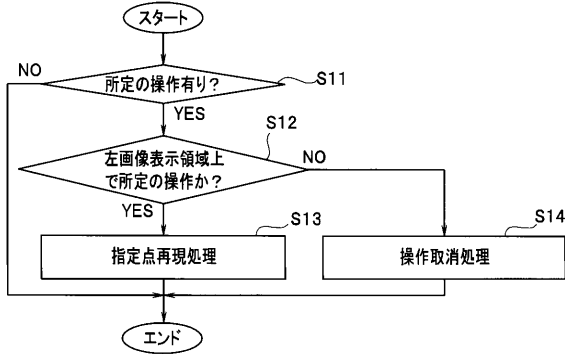 スタート
NO
所定の操作有り?
S11
YES
S12
左画像表示領域上
で所定の操作か?
NO
YES
S13
S14
指定点再現処理
操作取消処理
エンド